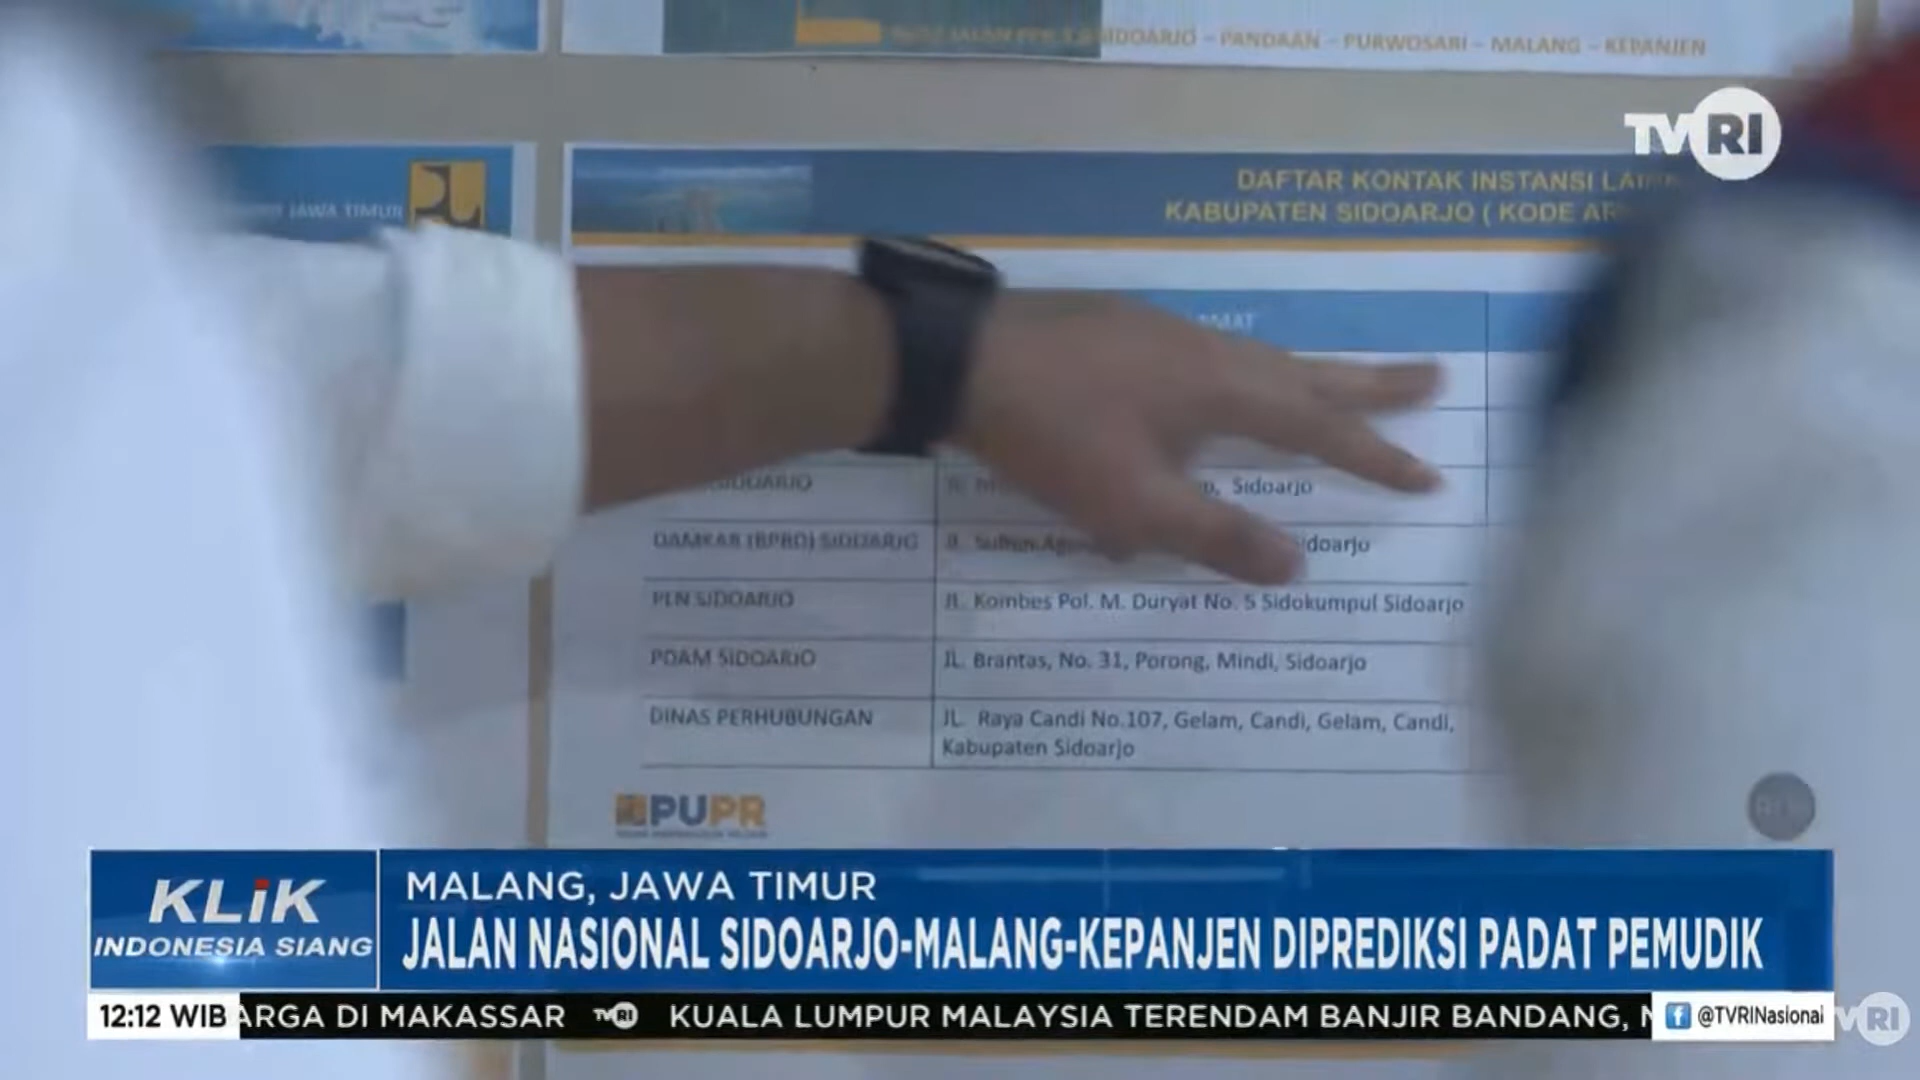 SIDOARJO – PANDAAN – PURWOSARI – MALANG – KEPANJEN
TVRI
JAWA TIMUR
DAFTAR KONTAK INSTANSI
KABUPATEN SIDOARJO ( KODE
SIDOARJO
Sidoarjo
DAMKAR (BPBD) SIDOARJO
JL. Sultan
PLN SIDOARJO
JL. Kombes Pol. M. Duryat No. 5 Sidokumpul Sidoarjo
PDAM SIDOARJO
JL. Brantas, No. 31, Porong, Mindi, Sidoarjo
DINAS PERHUBUNGAN
JL. Raya Candi No.107, Gelam, Candi, Gelam, Candi,
Kabupaten Sidoarjo
PUPR
KLiK
INDONESIA SIANG
MALANG, JAWA TIMUR
JALAN NASIONAL SIDOARJO-MALANG-KEPANJEN DIPREDIKSI PADAT PEMUDIK
12:12 WIB
ARGA DI MAKASSAR TVRI KUALA LUMPUR MALAYSIA TERENDAM BANJIR BANDANG,
@TVRINasional